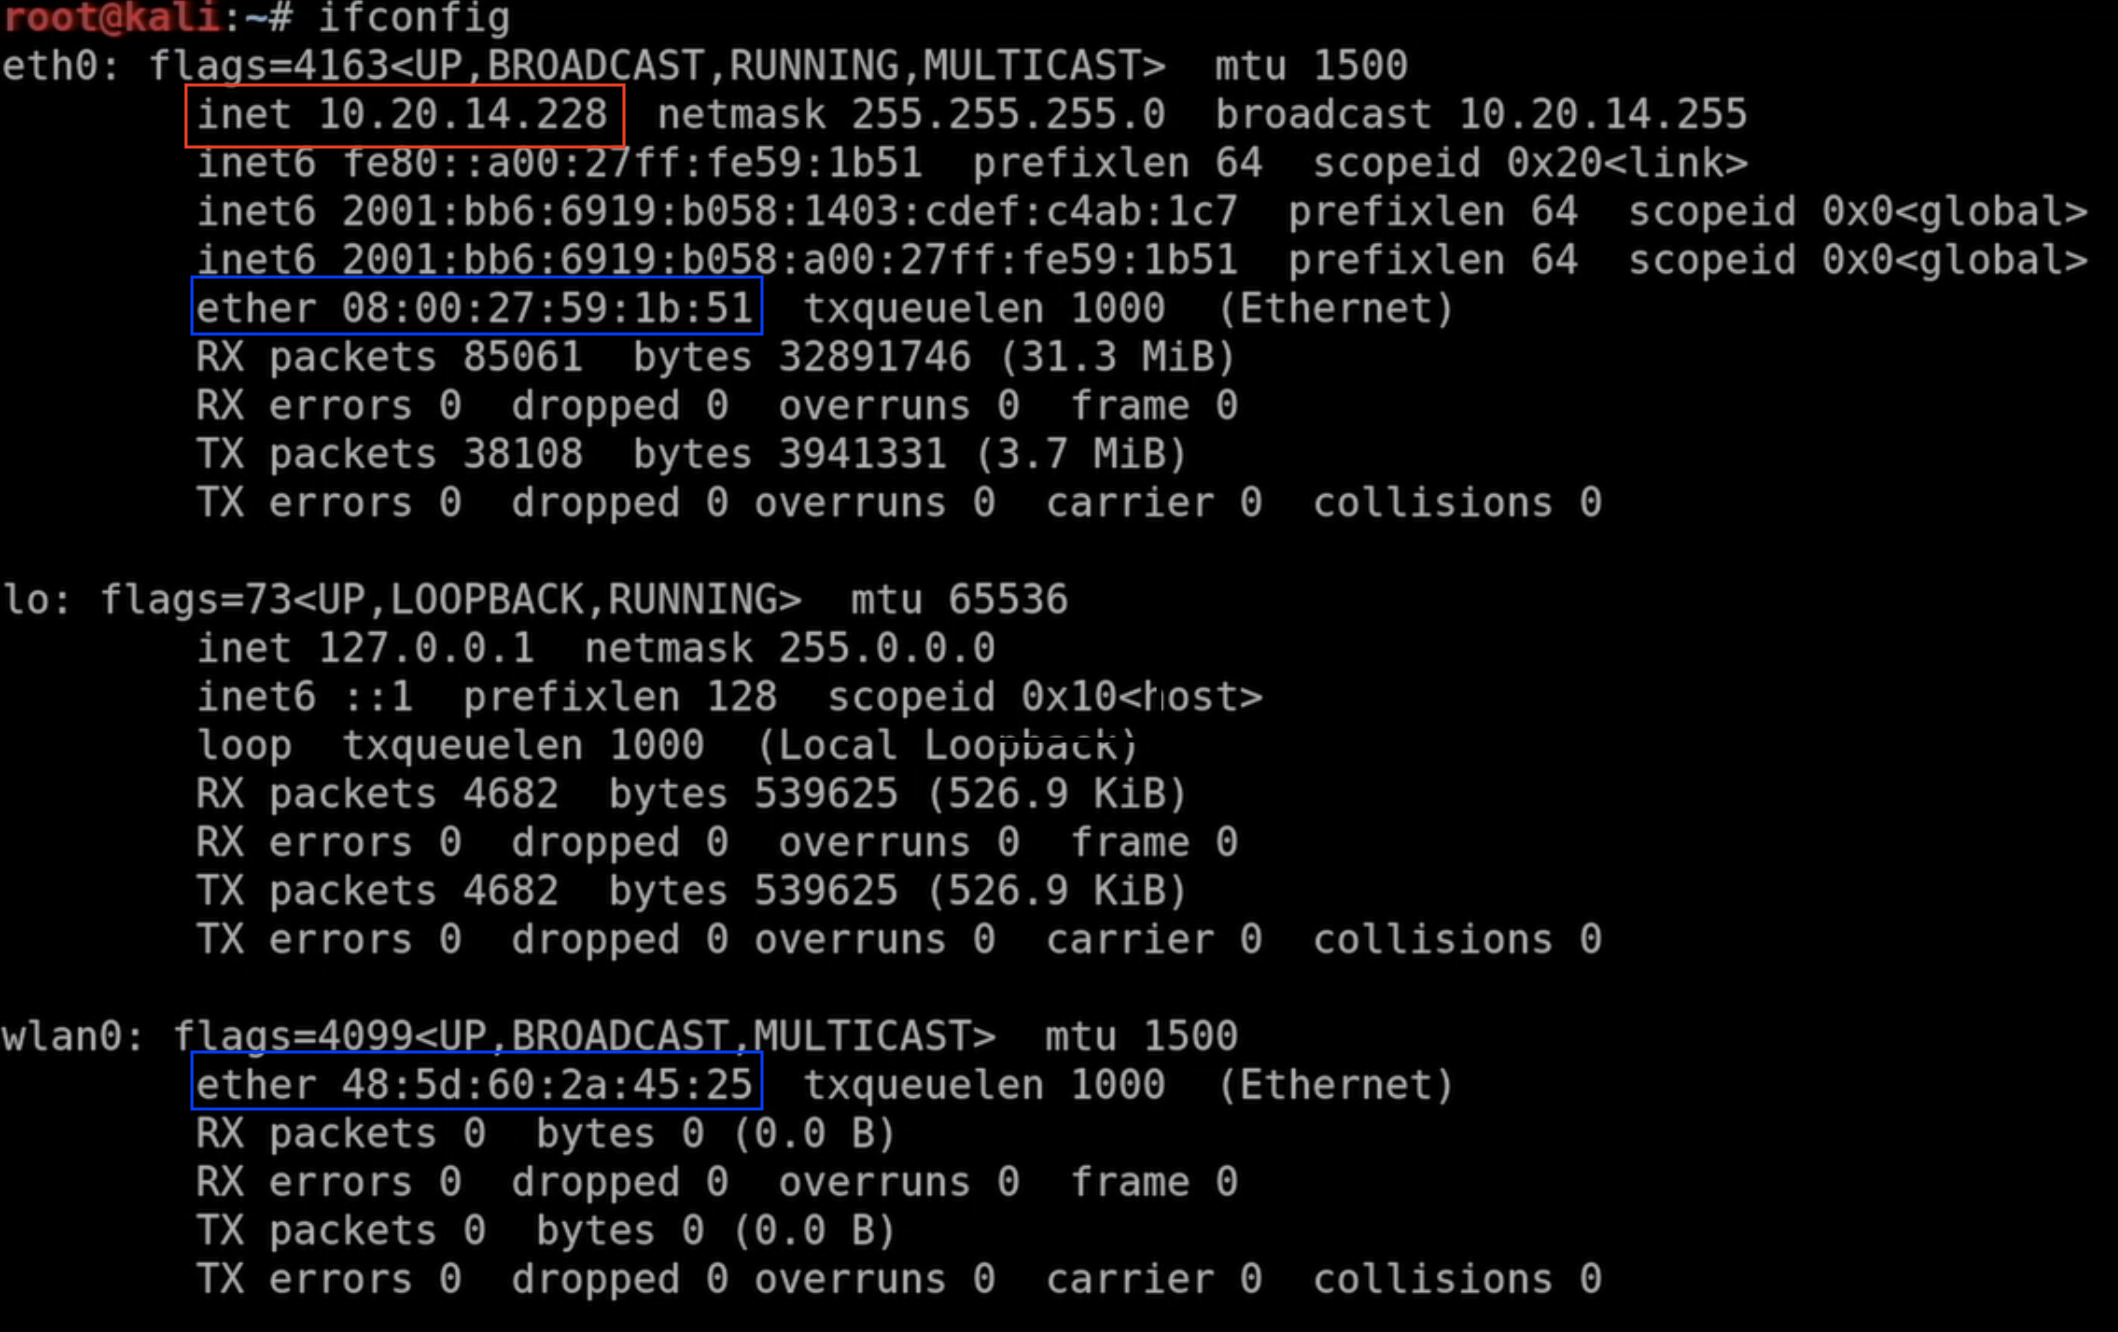 root@kali:~# ifconfig
eth0: flags=4163<UP,BROADCAST,RUNNING,MULTICAST>  mtu 1500
        inet 10.20.14.228  netmask 255.255.255.0  broadcast 10.20.14.255
        inet6 fe80::a00:27ff:fe59:1b51  prefixlen 64  scopeid 0x20<link>
        inet6 2001:bb6:6919:b058:1403:cdef:c4ab:1c7  prefixlen 64  scopeid 0x0<global>
        inet6 2001:bb6:6919:b058:a00:27ff:fe59:1b51  prefixlen 64  scopeid 0x0<global>
        ether 08:00:27:59:1b:51  txqueuelen 1000  (Ethernet)
        RX packets 85061  bytes 32891746 (31.3 MiB)
        RX errors 0  dropped 0  overruns 0  frame 0
        TX packets 38108  bytes 3941331 (3.7 MiB)
        TX errors 0  dropped 0 overruns 0  carrier 0  collisions 0

lo: flags=73<UP,LOOPBACK,RUNNING>  mtu 65536
        inet 127.0.0.1  netmask 255.0.0.0
        inet6 ::1  prefixlen 128  scopeid 0x10<host>
        loop  txqueuelen 1000  (Local Loopback)
        RX packets 4682  bytes 539625 (526.9 KiB)
        RX errors 0  dropped 0  overruns 0  frame 0
        TX packets 4682  bytes 539625 (526.9 KiB)
        TX errors 0  dropped 0 overruns 0  carrier 0  collisions 0

wlan0: flags=4099<UP,BROADCAST,MULTICAST>  mtu 1500
        ether 48:5d:60:2a:45:25  txqueuelen 1000  (Ethernet)
        RX packets 0  bytes 0 (0.0 B)
        RX errors 0  dropped 0  overruns 0  frame 0
        TX packets 0  bytes 0 (0.0 B)
        TX errors 0  dropped 0 overruns 0  carrier 0  collisions 0